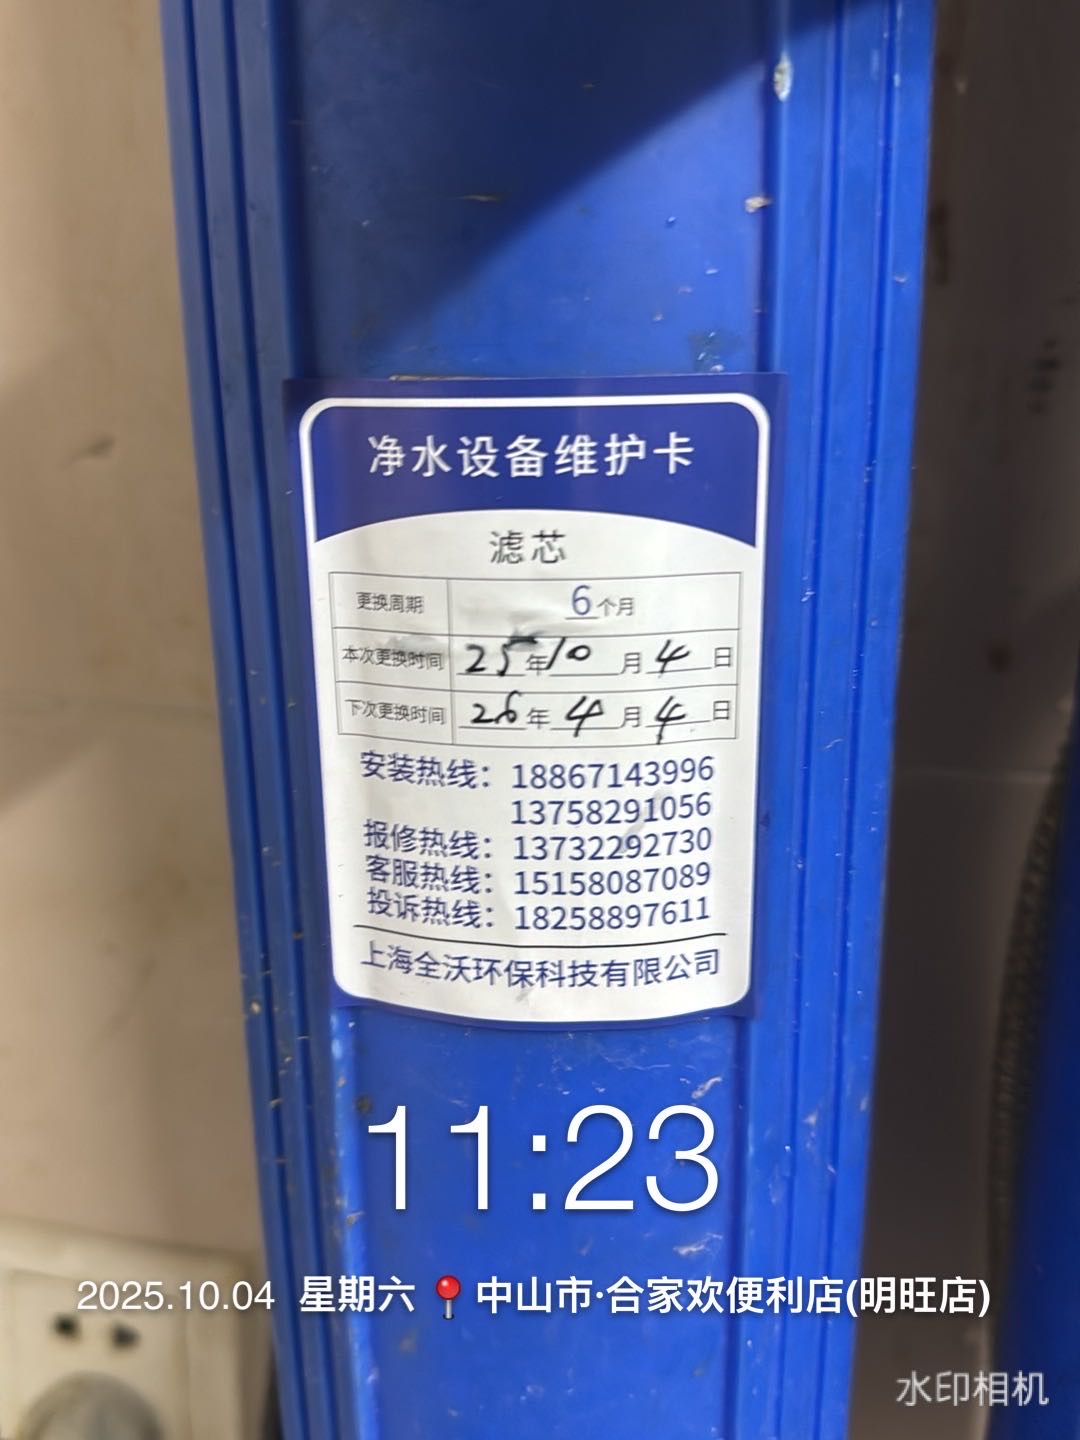 净水设备维护卡
滤芯
更换周期 6个月
本次更换时间 25年10月4日
下次更换时间 26年4月4日
安装热线：18867143996
13758291056
报修热线：13732292730
客服热线：15158087089
投诉热线：18258897611
上海全沃环保科技有限公司
11:23
2025.10.04 星期六 📍中山市·合家欢便利店(明旺店)
水印相机